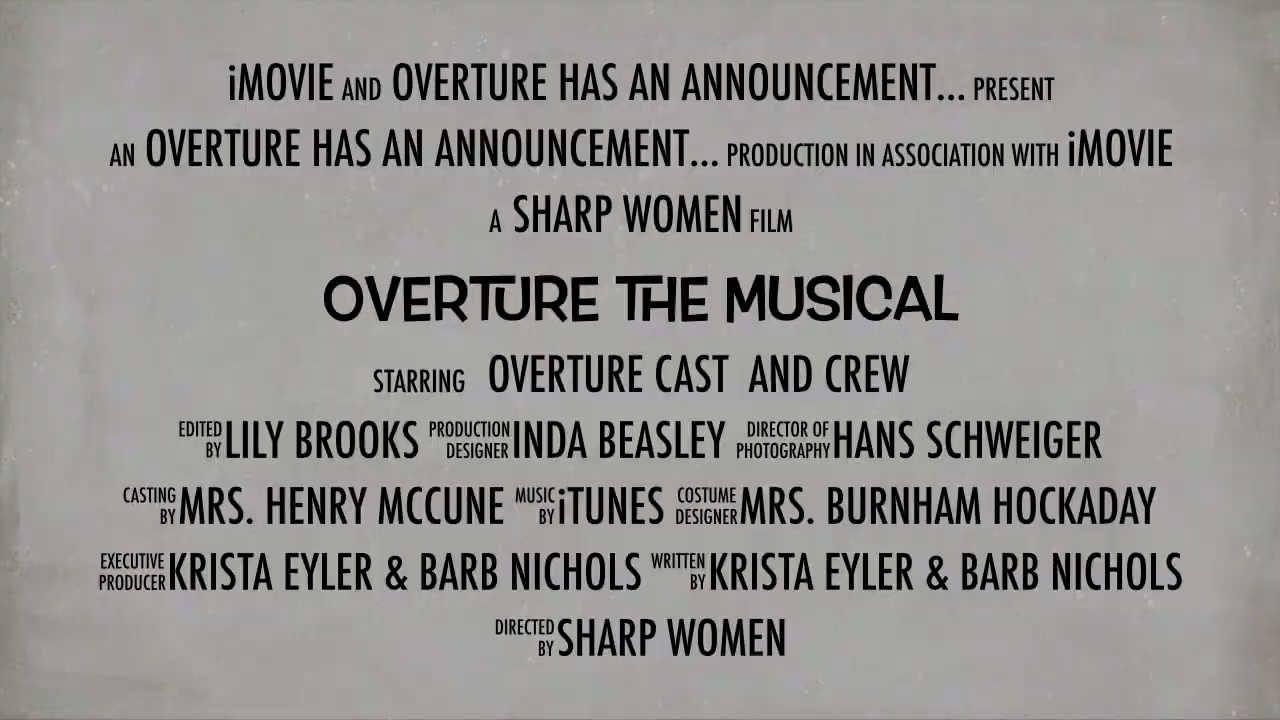 iMOVIE AND OVERTURE HAS AN ANNOUNCEMENT... PRESENT
AN OVERTURE HAS AN ANNOUNCEMENT... PRODUCTION IN ASSOCIATION WITH iMOVIE
A SHARP WOMEN FILM
OVERTURE THE MUSICAL
STARRING OVERTURE CAST AND CREW
EDITED BY LILY BROOKS PRODUCTION DESIGNER INDA BEASLEY DIRECTOR OF PHOTOGRAPHY HANS SCHWEIGER
CASTING BY MRS. HENRY MCCUNE MUSIC BY iTUNES COSTUME DESIGNER MRS. BURNHAM HOCKADAY
EXECUTIVE PRODUCER KRISTA EYLER & BARB NICHOLS WRITTEN BY KRISTA EYLER & BARB NICHOLS
DIRECTED BY SHARP WOMEN